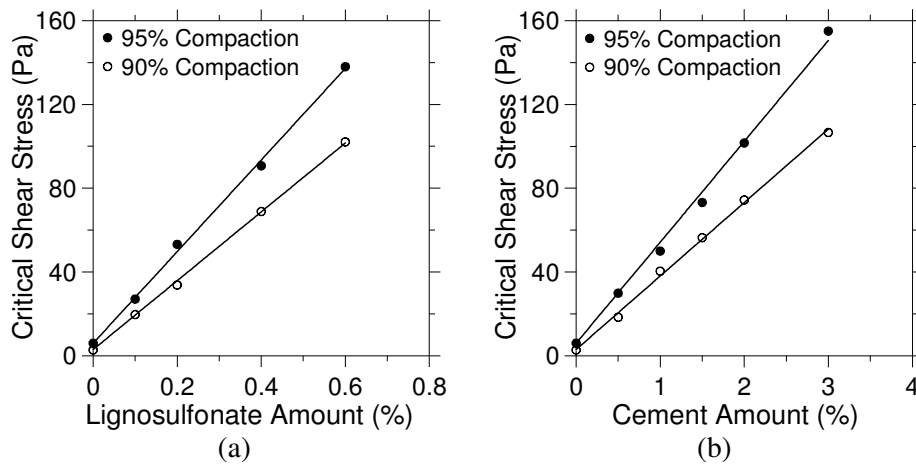 160
120
80
40
0
Critical Shear Stress (Pa)
95% Compaction
90% Compaction
0 0.2 0.4 0.6 0.8
Lignosulfonate Amount (%)
(a)
160
120
80
40
0
Critical Shear Stress (Pa)
95% Compaction
90% Compaction
0 1 2 3 4
Cement Amount (%)
(b)